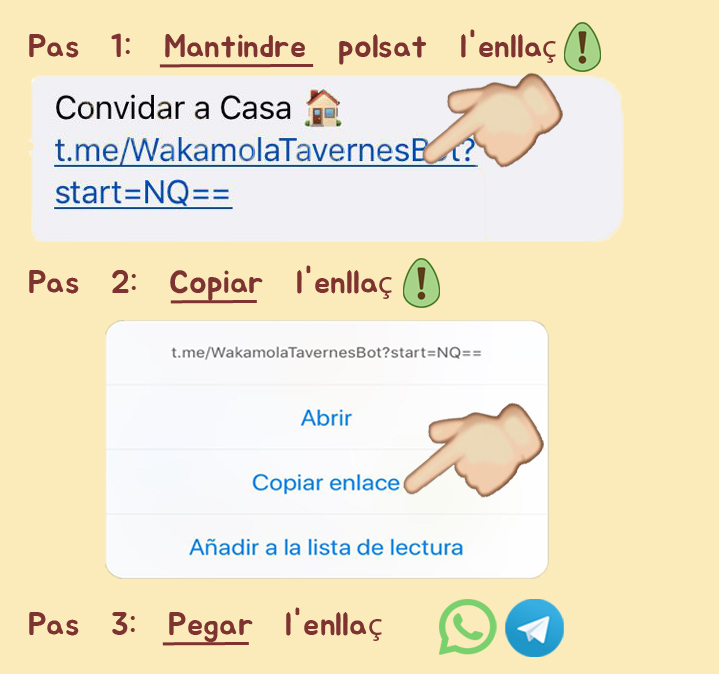 Pas 1: Mantindre polsat l'enllaç
Convidar a Casa
t.me/WakamolaTavernesBot?
start=NQ==
Pas 2: Copiar l'enllaç
t.me/WakamolaTavernesBot?start=NQ==
Abrir
Copiar enlace
Añadir a la lista de lectura
Pas 3: Pegar l'enllaç